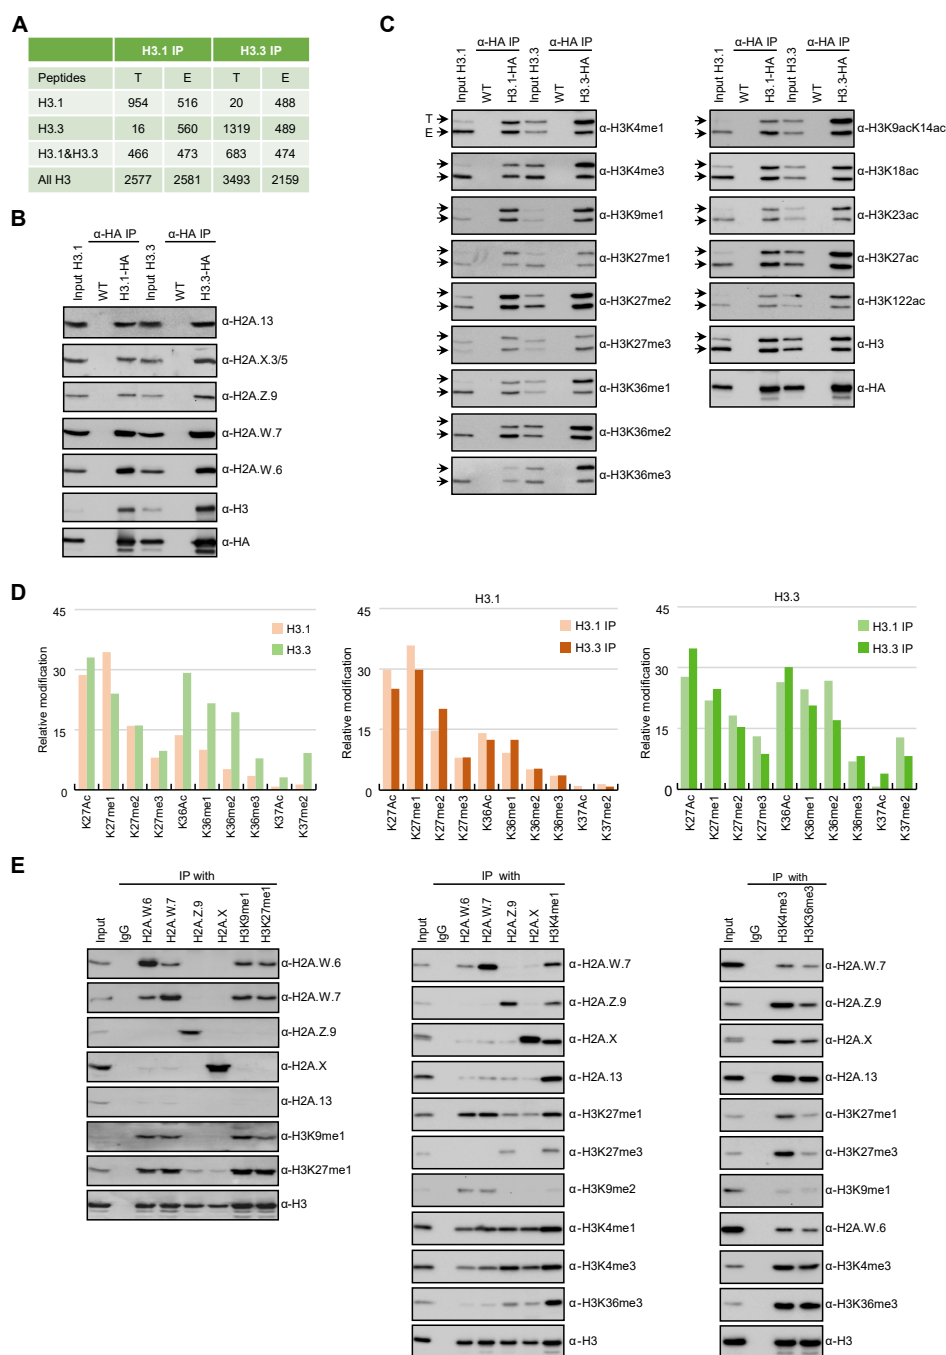 A
H3.1 IP H3.3 IP
Peptides T E T E
H3.1 954 516 20 488
H3.3 16 560 1319 489
H3.1&H3.3 466 473 683 474
All H3 2577 2581 3493 2159
B
α-HA IP α-HA IP
Input H3.1 WT H3.1-HA Input H3.3 WT H3.3-HA
α-H2A.13
α-H2A.X.3/5
α-H2A.Z.9
α-H2A.W.7
α-H2A.W.6
α-H3
α-HA
C
α-HA IP α-HA IP
Input H3.1 WT H3.1-HA Input H3.3 WT H3.3-HA
T
E
α-H3K4me1
α-H3K4me3
α-H3K9me1
α-H3K27me1
α-H3K27me2
α-H3K27me3
α-H3K36me1
α-H3K36me2
α-H3K36me3
α-HA IP α-HA IP
Input H3.1 WT H3.1-HA Input H3.3 WT H3.3-HA
α-H3K9acK14ac
α-H3K18ac
α-H3K23ac
α-H3K27ac
α-H3K122ac
α-H3
α-HA
D
Relative modification
45
30
15
0
H3.1
H3.3
K27Ac K27me1 K27me2 K27me3 K36Ac K36me1 K36me2 K36me3 K37Ac K37me2
H3.1
Relative modification
45
30
15
0
H3.1 IP
H3.3 IP
K27Ac K27me1 K27me2 K27me3 K36Ac K36me1 K36me2 K36me3 K37Ac K37me2
H3.3
Relative modification
45
30
15
0
H3.1 IP
H3.3 IP
K27Ac K27me1 K27me2 K27me3 K36Ac K36me1 K36me2 K36me3 K37Ac K37me2
E
IP with
Input IgG H2A.W.6 H2A.W.7 H2A.Z.9 H2A.X H3K9me1 H3K27me1
α-H2A.W.6
α-H2A.W.7
α-H2A.Z.9
α-H2A.X
α-H2A.13
α-H3K9me1
α-H3K27me1
α-H3
IP with
Input IgG H2A.W.6 H2A.W.7 H2A.Z.9 H2A.X H3K4me1
α-H2A.W.7
α-H2A.Z.9
α-H2A.X
α-H2A.13
α-H3K27me1
α-H3K27me3
α-H3K9me2
α-H3K4me1
α-H3K4me3
α-H3K36me3
α-H3
IP with
Input IgG H3K4me3 H3K36me3
α-H2A.W.7
α-H2A.Z.9
α-H2A.X
α-H2A.13
α-H3K27me1
α-H3K27me3
α-H3K9me1
α-H2A.W.6
α-H3K4me3
α-H3K36me3
α-H3